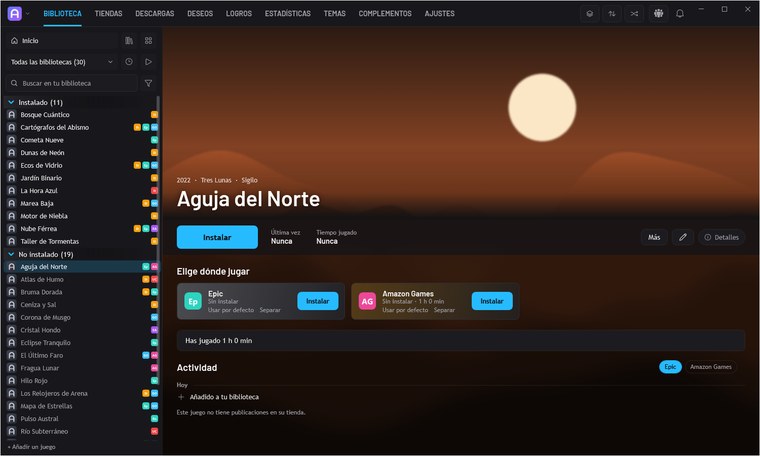 BIBLIOTECA TIENDAS DESCARGAS DESEOS LOGROS ESTADÍSTICAS TEMAS COMPLEMENTOS AJUSTES
Inicio
Todas las bibliotecas (30)
Buscar en tu biblioteca
Instalado (11)
Bosque Cuántico
Cartógrafos del Abismo
Cometa Nueve
Dunas de Neón
Ecos de Vidrio
Jardín Binario
La Hora Azul
Marea Baja
Motor de Niebla
Nube Férrea
Taller de Tormentas
No instalado (19)
Aguja del Norte
Atlas de Humo
Bruma Dorada
Ceniza y Sal
Corona de Musgo
Cristal Hondo
Eclipse Tranquilo
El Último Faro
Fragua Lunar
Hilo Rojo
Los Relojeros de Arena
Mapa de Estrellas
Pulso Austral
Río Subterráneo
+ Añadir un juego
2022 · Tres Lunas · Sigilo
Aguja del Norte
Instalar
Última vez
Nunca
Tiempo jugado
Nunca
Más
Detalles
Elige dónde jugar
Ep
Epic
Sin instalar
Usar por defecto Separar
Instalar
AG
Amazon Games
Sin instalar · 1 h 0 min
Usar por defecto Separar
Instalar
Has jugado 1 h 0 min
Actividad
Epic
Amazon Games
Hoy
Añadido a tu biblioteca
Este juego no tiene publicaciones en su tienda.